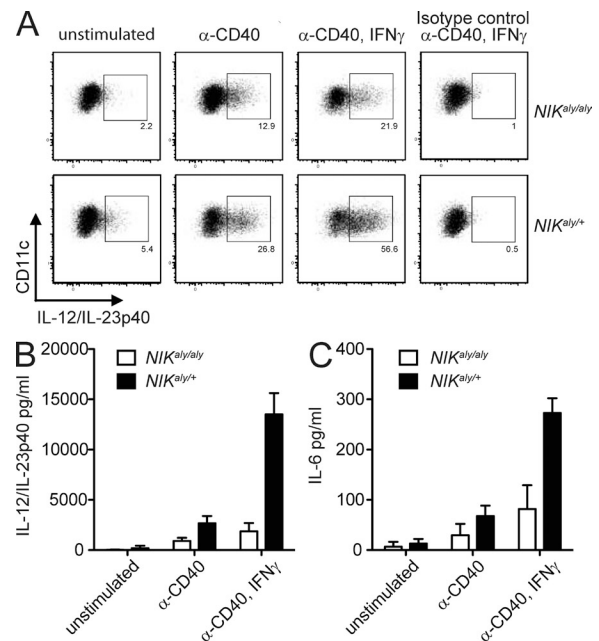 A
unstimulated
α-CD40
α-CD40, IFNγ
Isotype control
α-CD40, IFNγ
2.2
12.9
21.9
1
NIKaly/aly
5.4
26.8
56.6
0.5
NIKaly/+
CD11c
IL-12/IL-23p40
B
NIKaly/aly
NIKaly/+
IL-12/IL-23p40 pg/ml
20000
15000
10000
5000
0
unstimulated
α-CD40
α-CD40, IFNγ
C
NIKaly/aly
NIKaly/+
IL-6 pg/ml
400
300
200
100
0
unstimulated
α-CD40
α-CD40, IFNγ